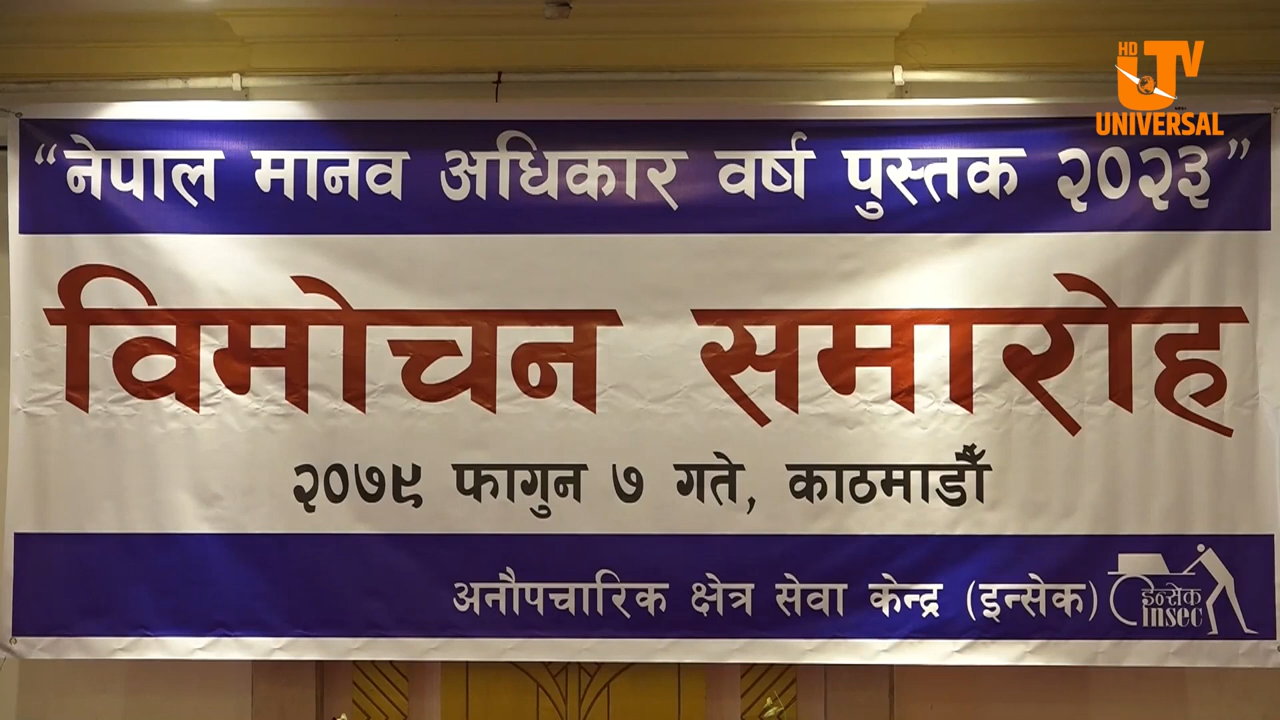 HD
UTV
UNIVERSAL
“नेपाल मानव अधिकार वर्ष पुस्तक २०२३”
विमोचन समारोह
२०७९ फागुन ७ गते, काठमाडौँ
अनौपचारिक क्षेत्र सेवा केन्द्र (इन्सेक)
इन्सेक
insec